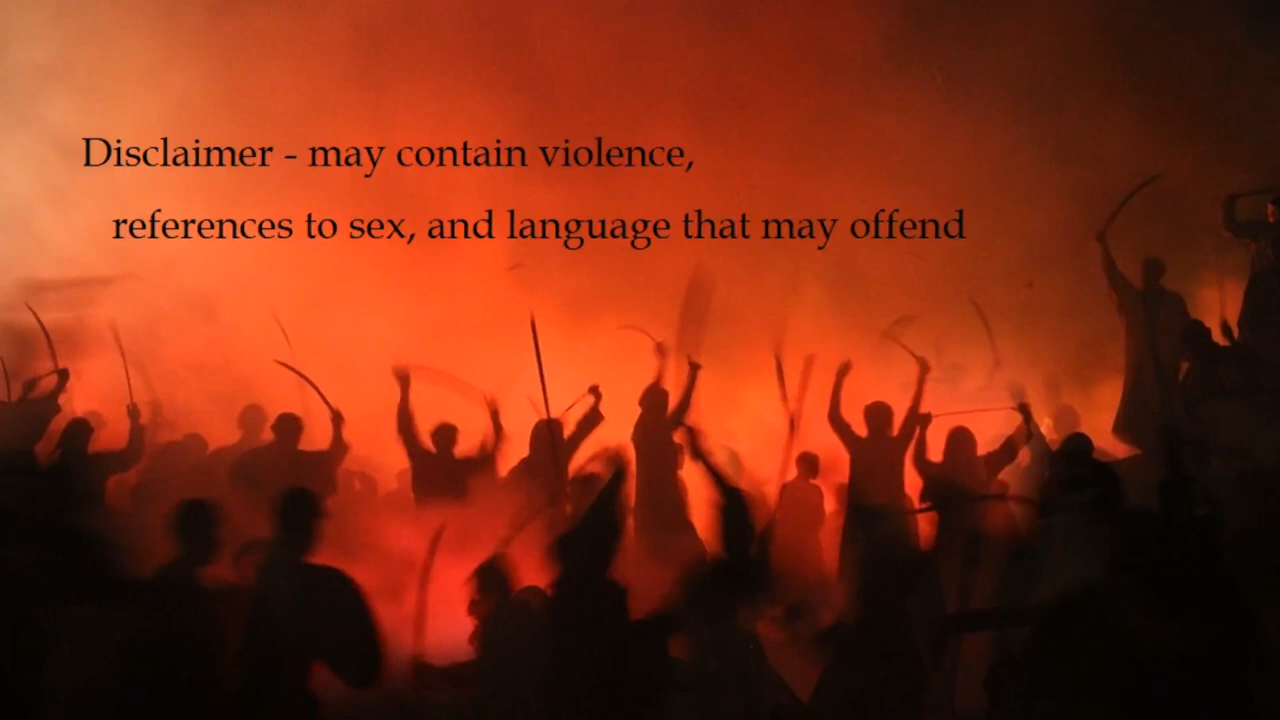 Disclaimer - may contain violence,
references to sex, and language that may offend